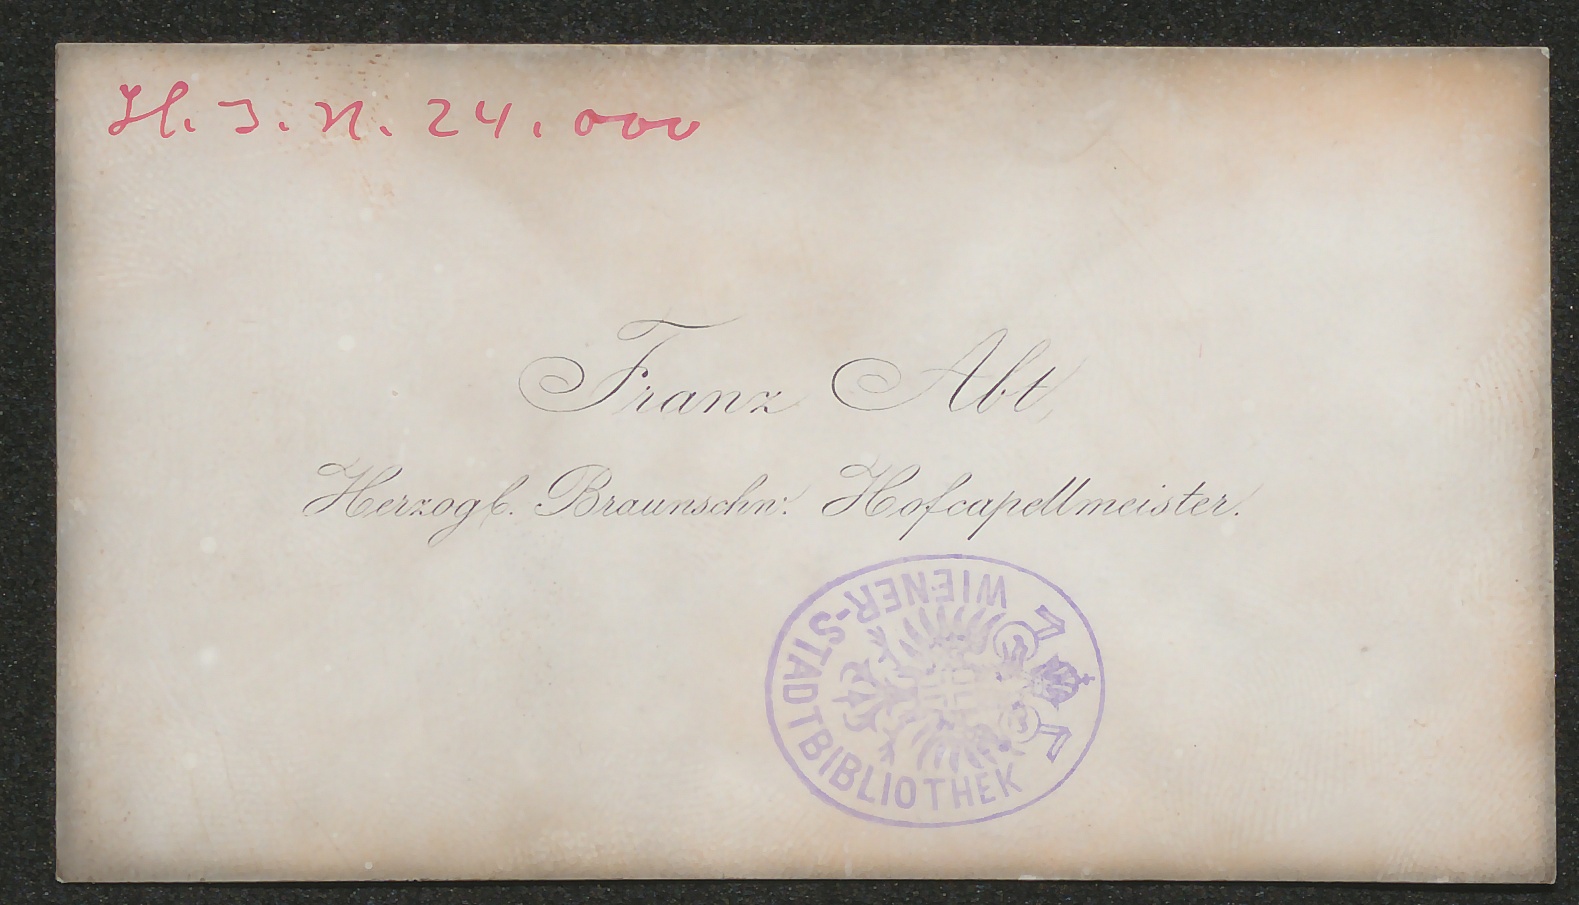 H. I. N. 24.000
Franz Abt,
Herzogl. Braunschw: Hofcapellmeister.
WIENER-STADTBIBLIOTHEK